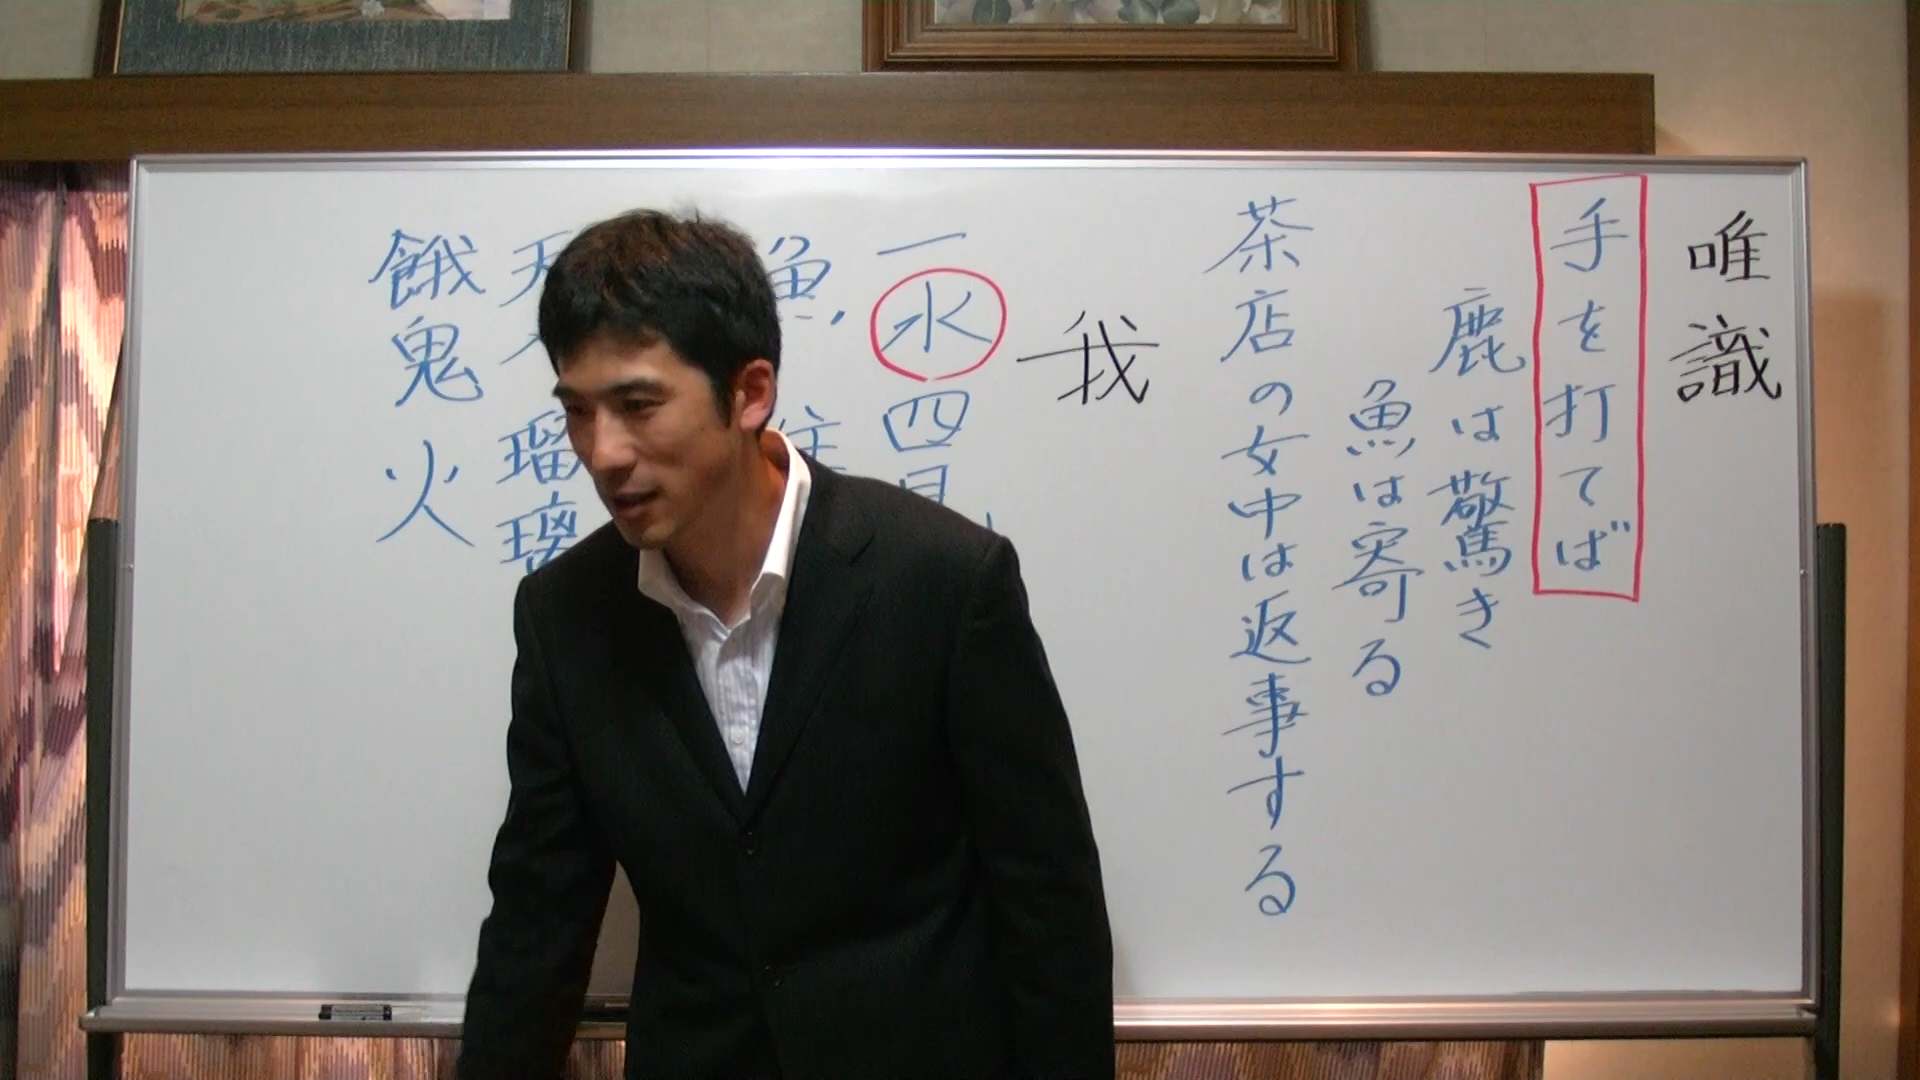 唯識
手を打てば
鹿は驚き
魚は寄る
茶店の女中は返事する
我
一水四見
魚 住
天 瑠璃
餓鬼 火